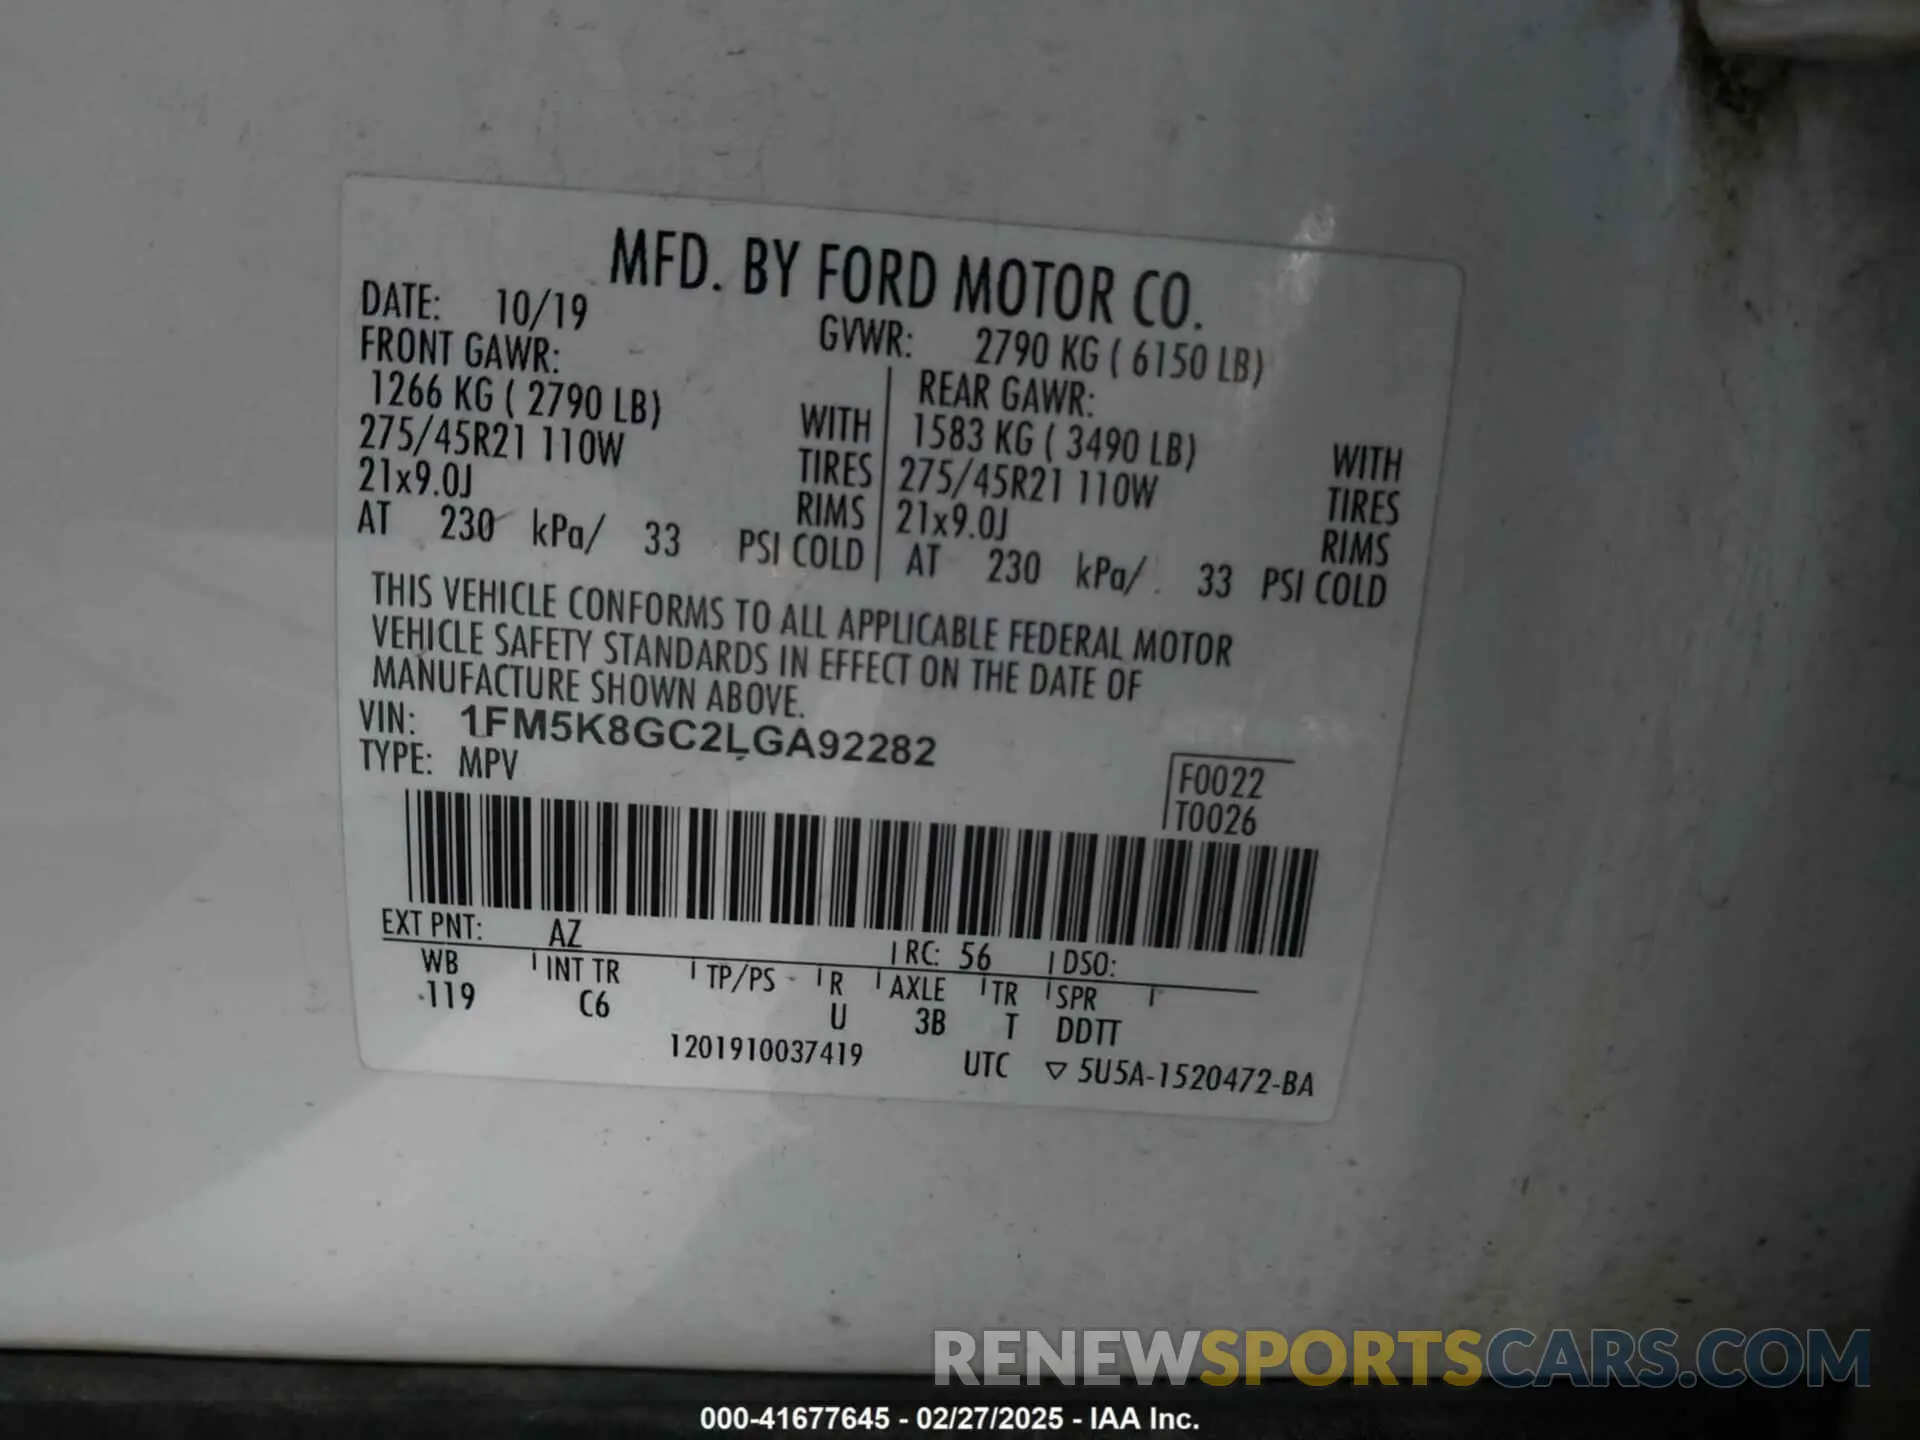 MFD. BY FORD MOTOR CO.
DATE: 10/19 GVWR: 2790 KG ( 6150 LB)
FRONT GAWR: REAR GAWR:
1266 KG ( 2790 LB) WITH 1583 KG ( 3490 LB) WITH
275/45R21 110W TIRES 275/45R21 110W TIRES
21x9.0J RIMS 21x9.0J RIMS
AT 230 kPa/ 33 PSI COLD AT 230 kPa/ 33 PSI COLD
THIS VEHICLE CONFORMS TO ALL APPLICABLE FEDERAL MOTOR
VEHICLE SAFETY STANDARDS IN EFFECT ON THE DATE OF
MANUFACTURE SHOWN ABOVE.
VIN: 1FM5K8GC2LGA92282
TYPE: MPV
F0022
T0026
EXT PNT: AZ RC: 56 DSO:
WB INT TR TP/PS R AXLE TR SPR
119 C6 U 3B T DDTT
1201910037419 UTC ▽ 5U5A-1520472-BA
RENEWSPORTSCARS.COM
000-41677645 - 02/27/2025 - IAA Inc.